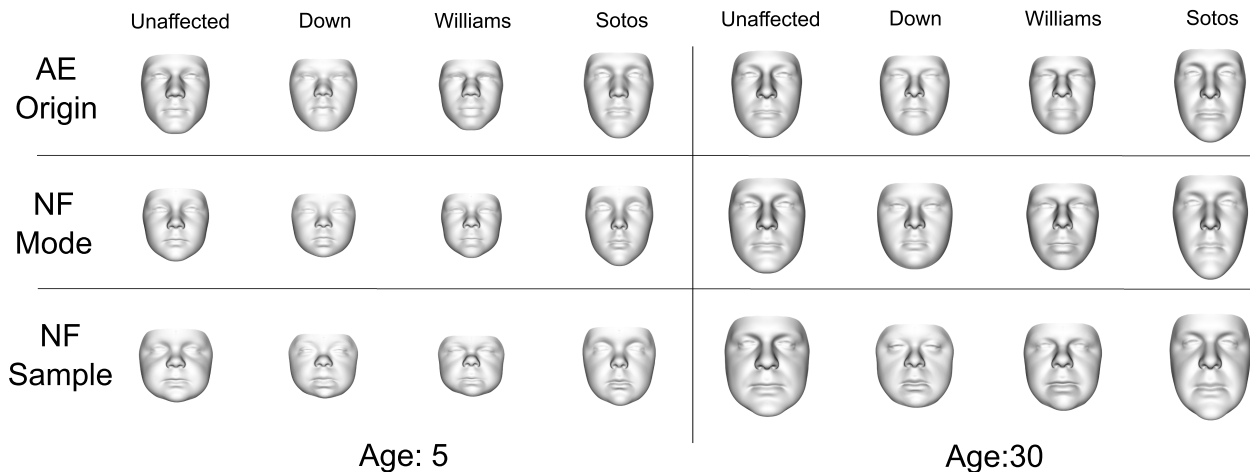 Unaffected Down Williams Sotos Unaffected Down Williams Sotos
AE
Origin
NF
Mode
NF
Sample
Age: 5 Age:30